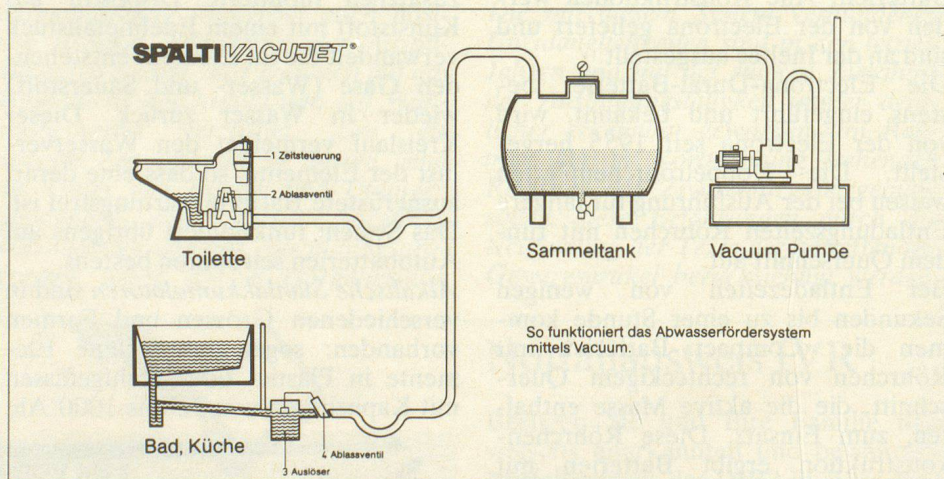 SPÄLTI VACUJET
1 Zeitsteuerung
2 Ablassventil
Toilette
Sammeltank
Vacuum Pumpe
So funktioniert das Abwasserfördersystem
mittels Vacuum.
Bad, Küche
4 Ablassventil
3 Auslöser